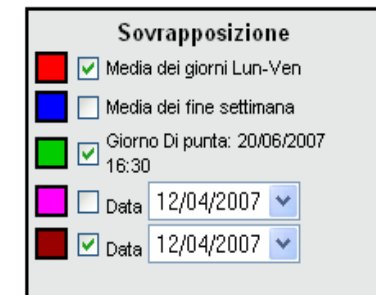 Sovrapposizione
Media dei giorni Lun-Ven
Media dei fine settimana
Giorno Di punta: 20/06/2007
16:30
Data 12/04/2007
Data 12/04/2007